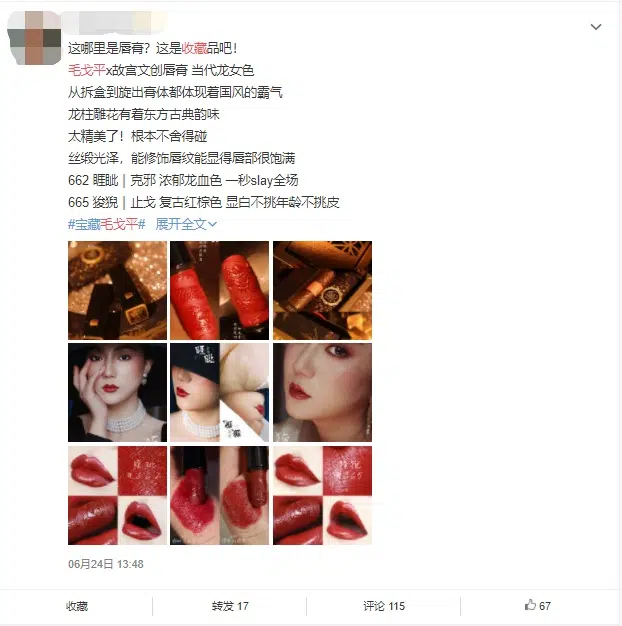 这哪里是唇膏？这是收藏品吧！
毛戈平x故宫文创唇膏 当代龙女色
从拆盒到旋出膏体都体现着国风的霸气
龙柱雕花有着东方古典韵味
太精美了！根本不舍得碰
丝缎光泽，能修饰唇纹能显得唇部很饱满
662 睚眦｜克邪 浓郁龙血色 一秒slay全场
665 狻猊｜止戈 复古红棕色 显白不挑年龄不挑皮
#宝藏毛戈平# 展开全文
06月24日 13:48
收藏 转发 17 评论 115 67